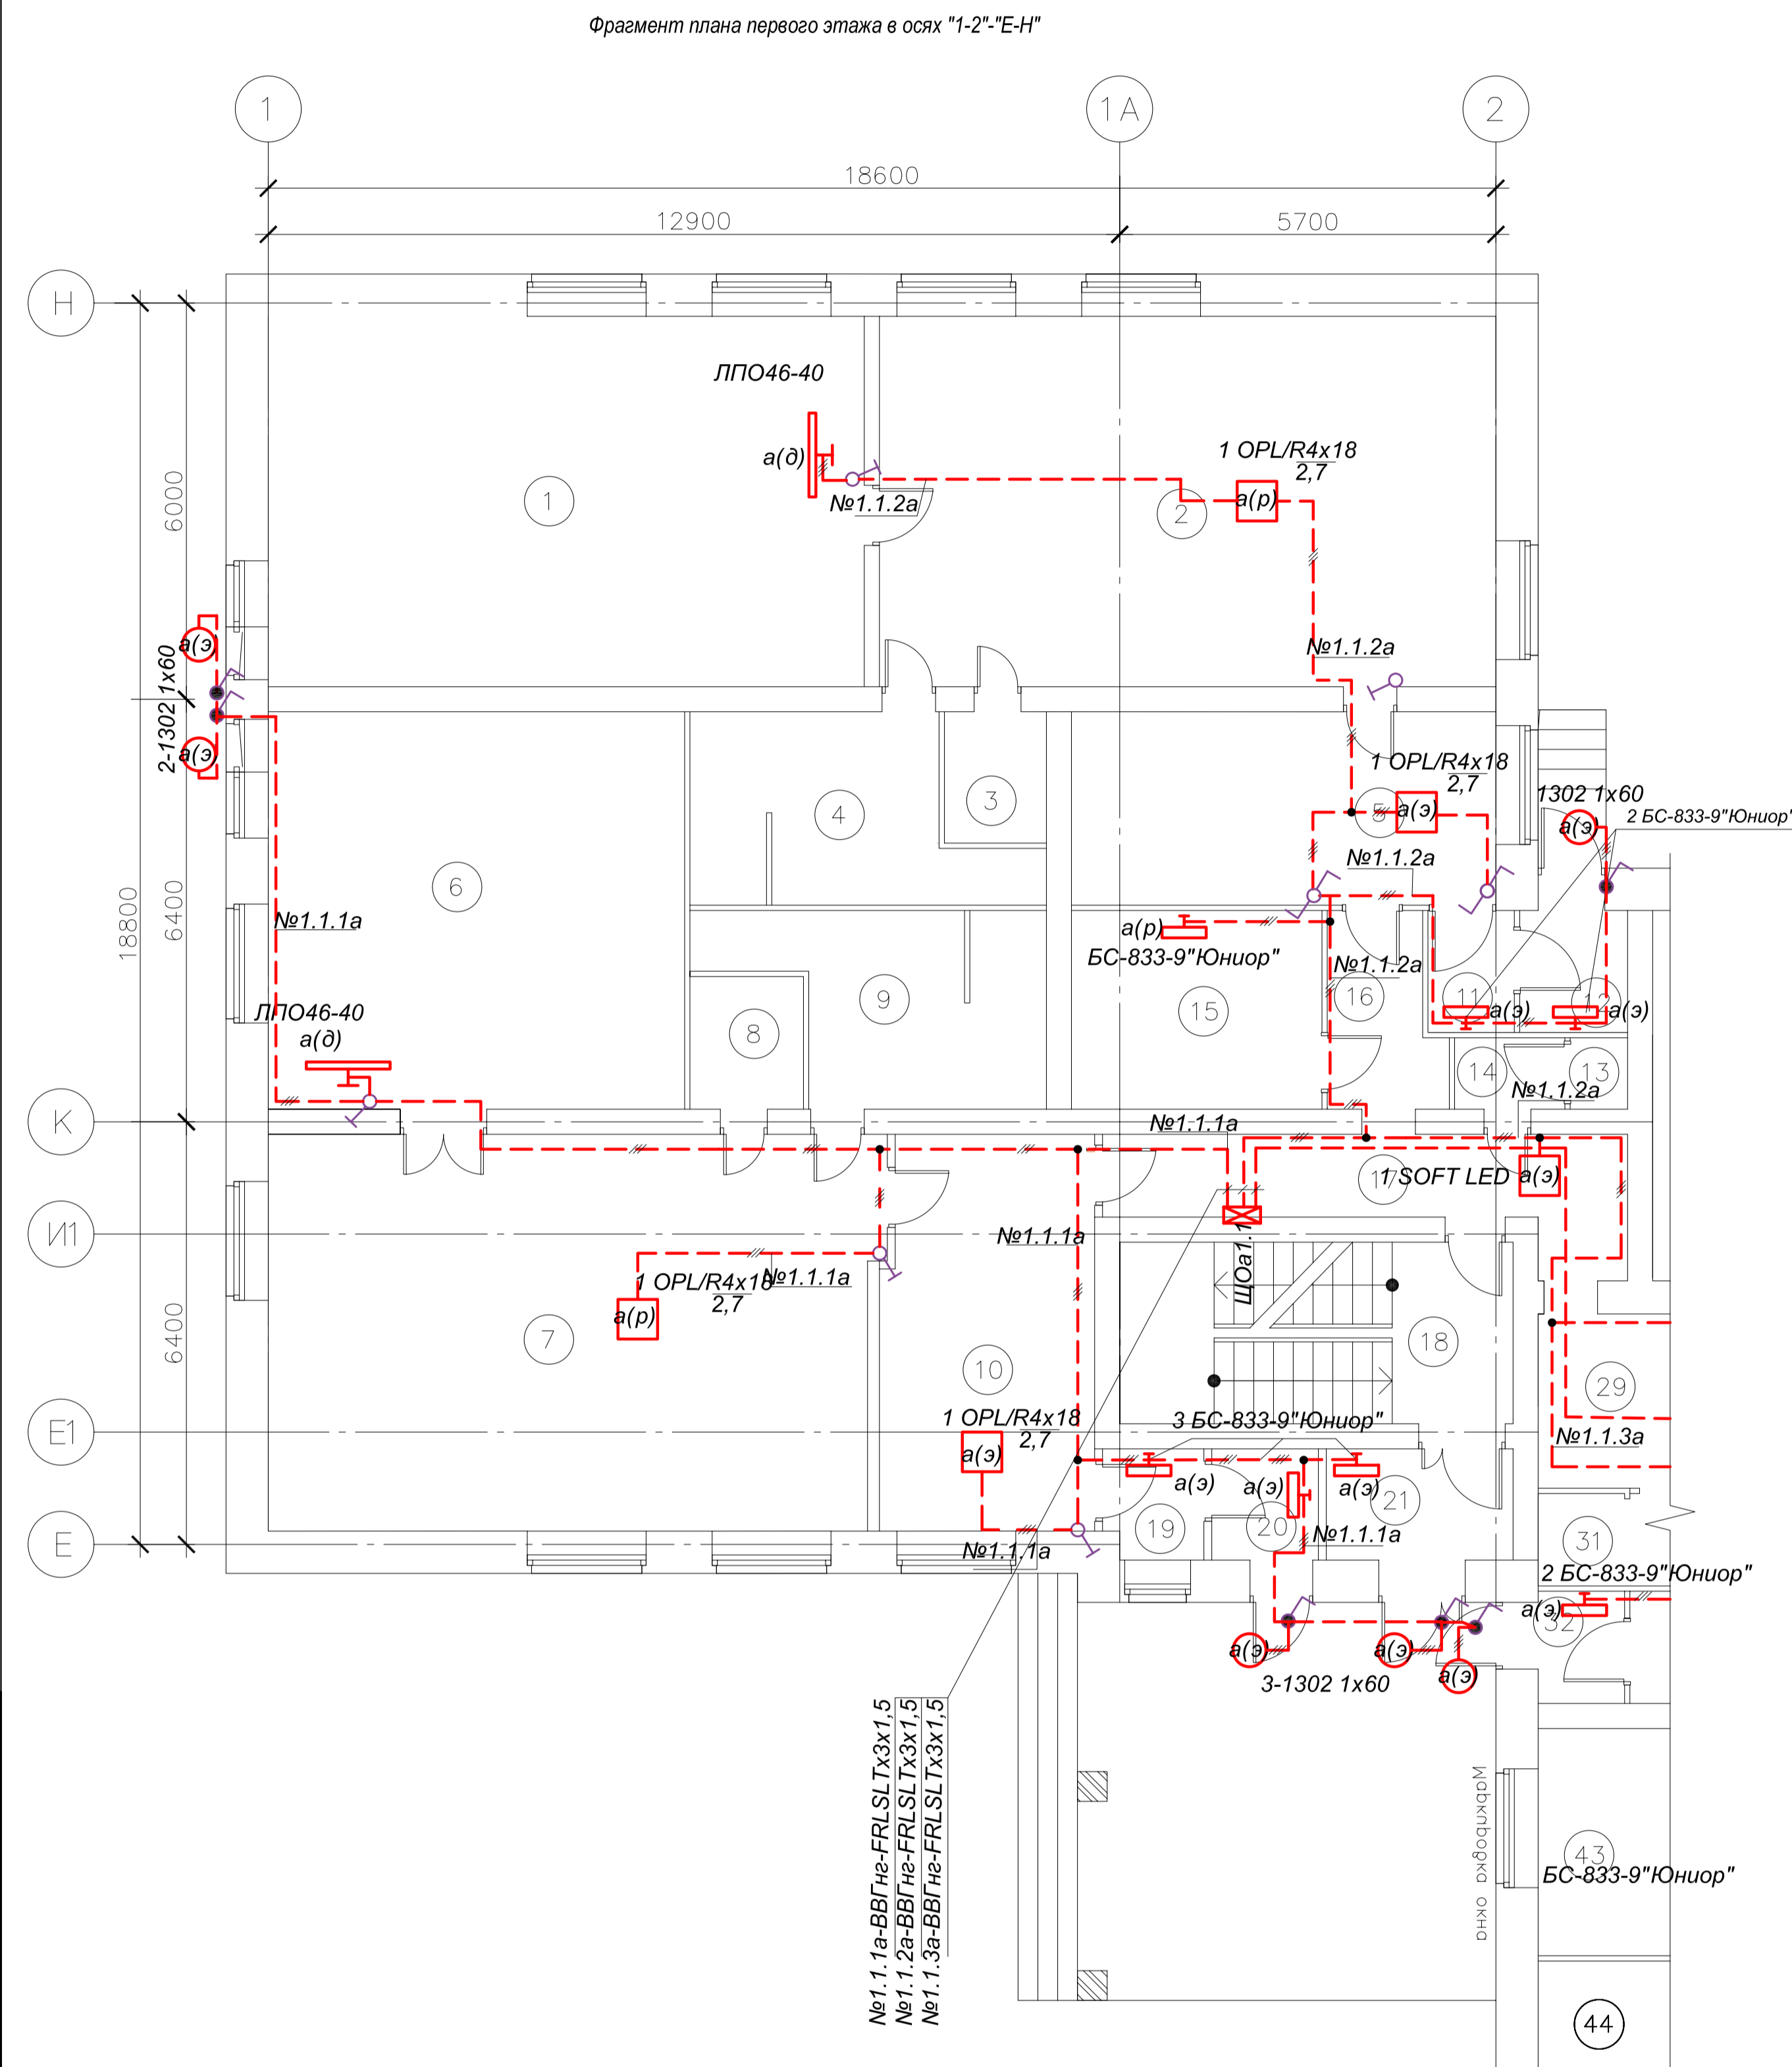 Фрагмент плана первого этажа в осях "1-2"-"Е-Н"
1
1А
2
18600
12900
5700
Н
ЛПО46-40
а(д)
№1.1.2а
1
1 OPL/R4x18
2,7
а(р)
2
6000
№1.1.2а
а(э)
2-1302 1х60
а(э)
1 OPL/R4x18
2,7
а(э)
5
1302 1х60
а(э)
2 БС-833-9"Юниор"
4
3
№1.1.2а
6
6400
18800
№1.1.1а
а(р)
БС-833-9"Юниор"
№1.1.2а
9
15
16
11
а(э)
12
а(э)
ЛПО46-40
а(д)
8
14
13
№1.1.2а
К
№1.1.1а
17
1 SOFT LED
а(э)
И1
№1.1.1а
ЩОа1.1
№1.1.1а
1 OPL/R4x18
2,7
а(р)
7
6400
10
18
29
Е1
1 OPL/R4x18
2,7
а(э)
3 БС-833-9"Юниор"
№1.1.3а
а(э)
а(э)
а(э)
21
19
20
№1.1.1а
31
Е
№1.1.1а
2 БС-833-9"Юниор"
а(э)
32
а(э)
а(э)
а(э)
3-1302 1х60
№1.1.1а-ВВГнг-FRLSLTx3x1,5
№1.1.2а-ВВГнг-FRLSLTx3x1,5
№1.1.3а-ВВГнг-FRLSLTx3x1,5
окна
43
БС-833-9"Юниор"
44